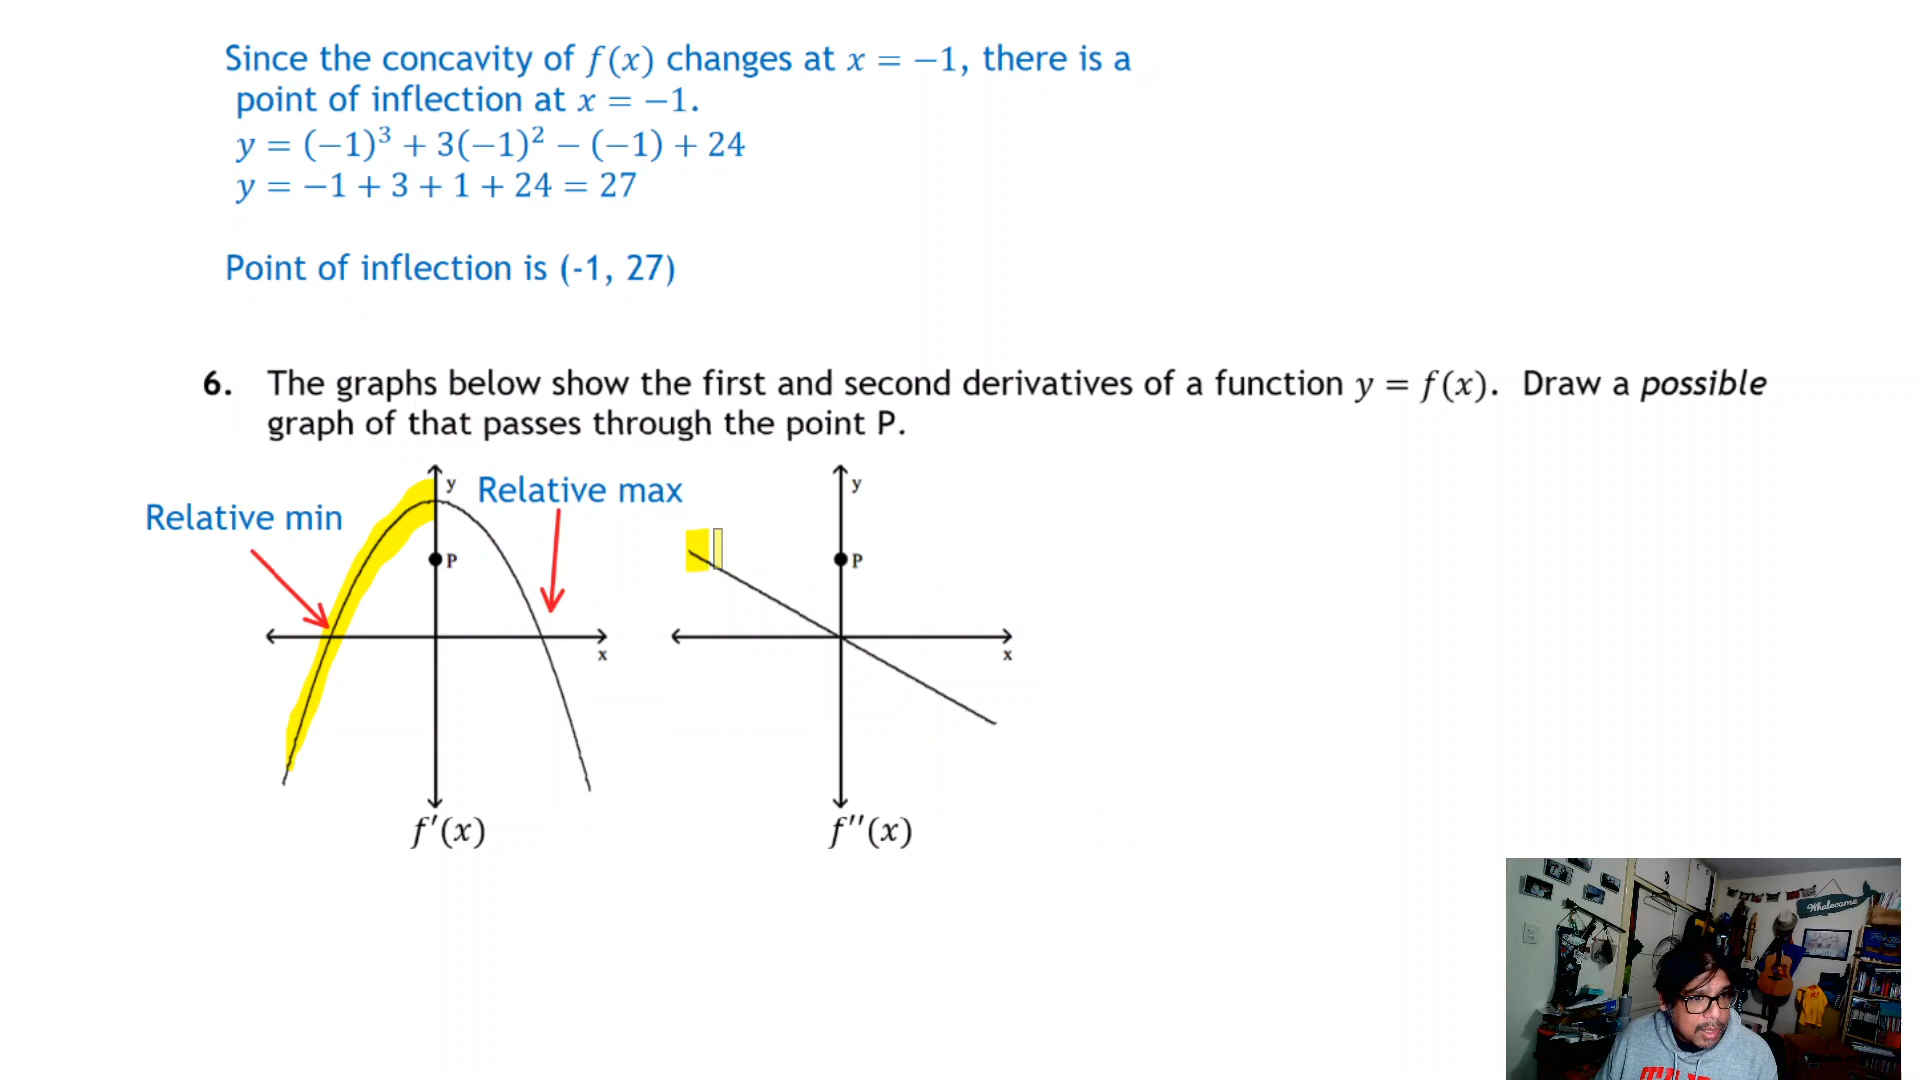 Since the concavity of f(x) changes at x = −1, there is a
point of inflection at x = −1.
y = (−1)³ + 3(−1)² − (−1) + 24
y = −1 + 3 + 1 + 24 = 27
Point of inflection is (-1, 27)
6. The graphs below show the first and second derivatives of a function y = f(x). Draw a possible
graph of that passes through the point P.
Relative min
y
Relative max
P
x
f′(x)
y
P
x
f′′(x)
Whalecome